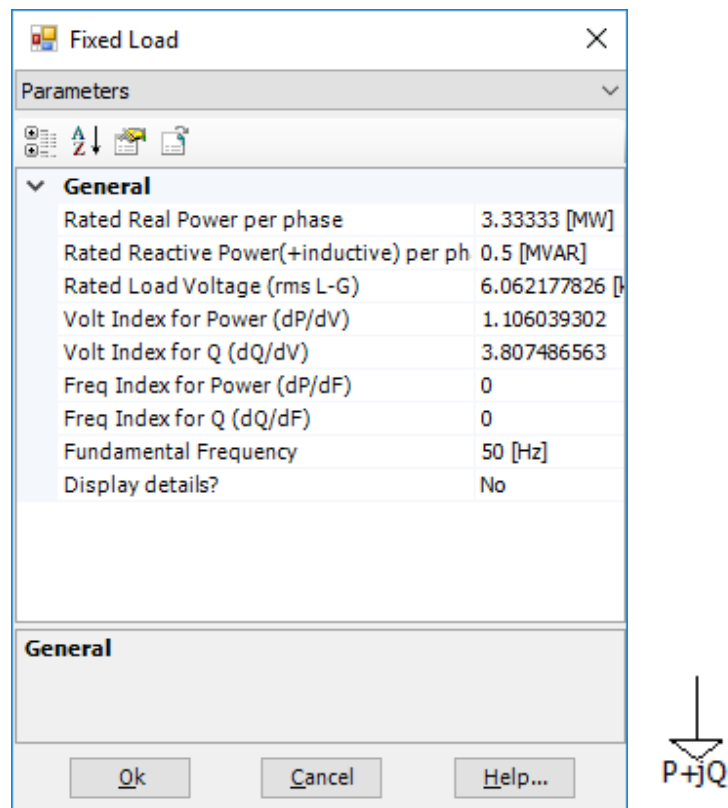 Fixed Load
Parameters
General
Rated Real Power per phase 3.33333 [MW]
Rated Reactive Power(+inductive) per ph 0.5 [MVAR]
Rated Load Voltage (rms L-G) 6.062177826 [k
Volt Index for Power (dP/dV) 1.106039302
Volt Index for Q (dQ/dV) 3.807486563
Freq Index for Power (dP/dF) 0
Freq Index for Q (dQ/dF) 0
Fundamental Frequency 50 [Hz]
Display details? No
General
Ok Cancel Help...
P+jQ